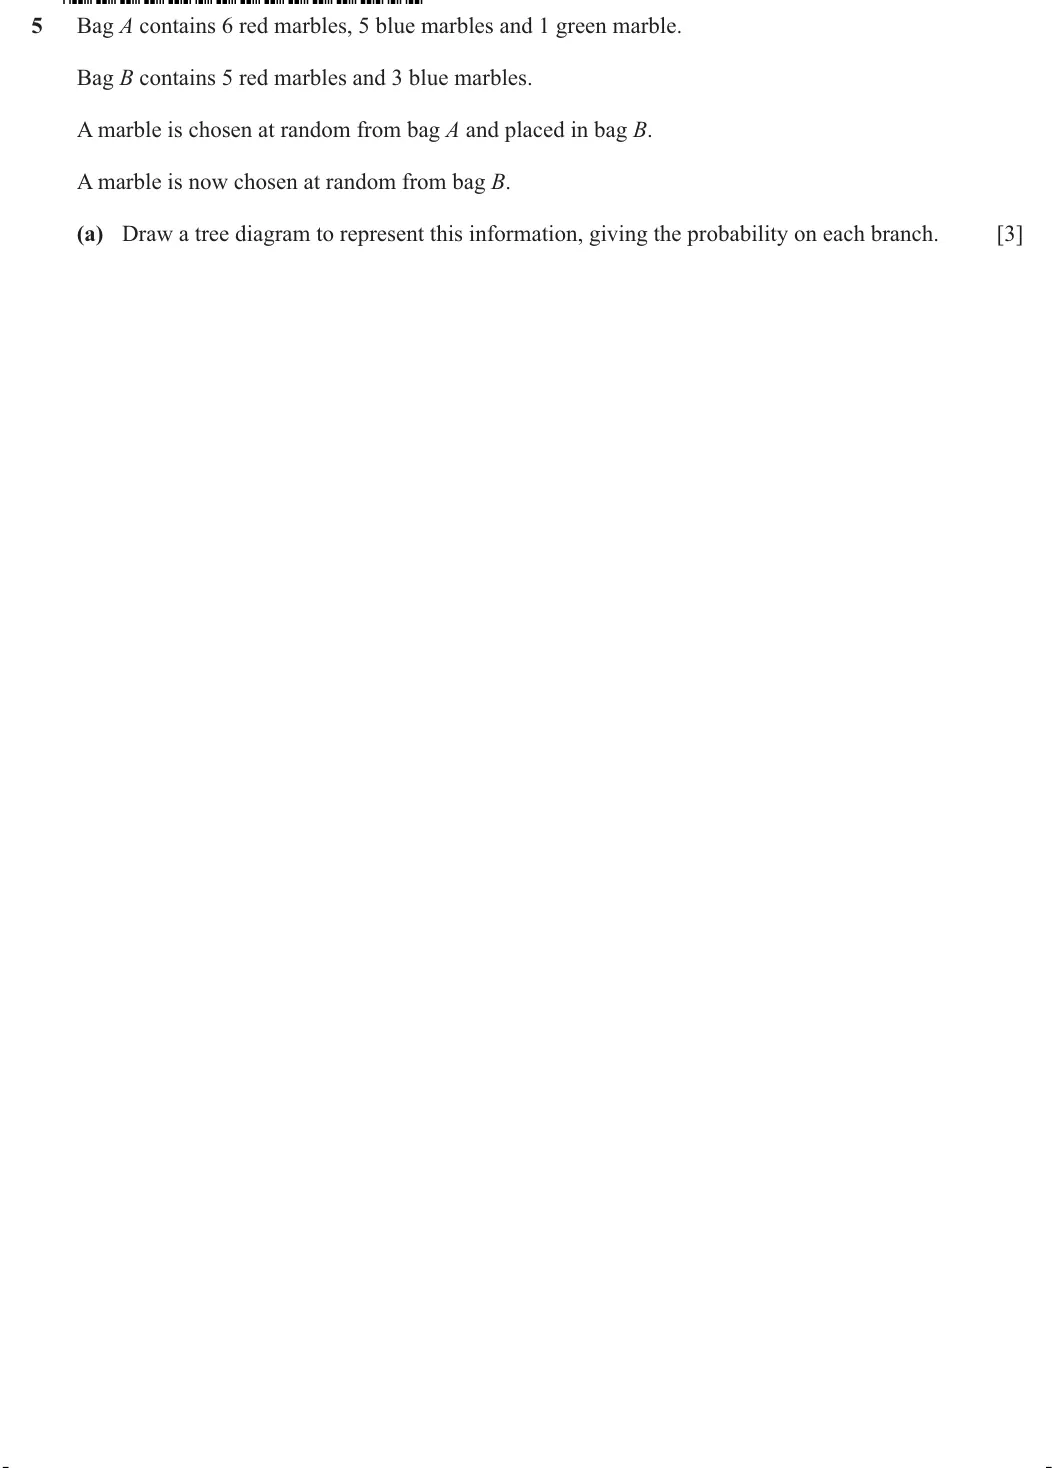 5 Bag A contains 6 red marbles, 5 blue marbles and 1 green marble.
Bag B contains 5 red marbles and 3 blue marbles.
A marble is chosen at random from bag A and placed in bag B.
A marble is now chosen at random from bag B.
(a) Draw a tree diagram to represent this information, giving the probability on each branch. [3]